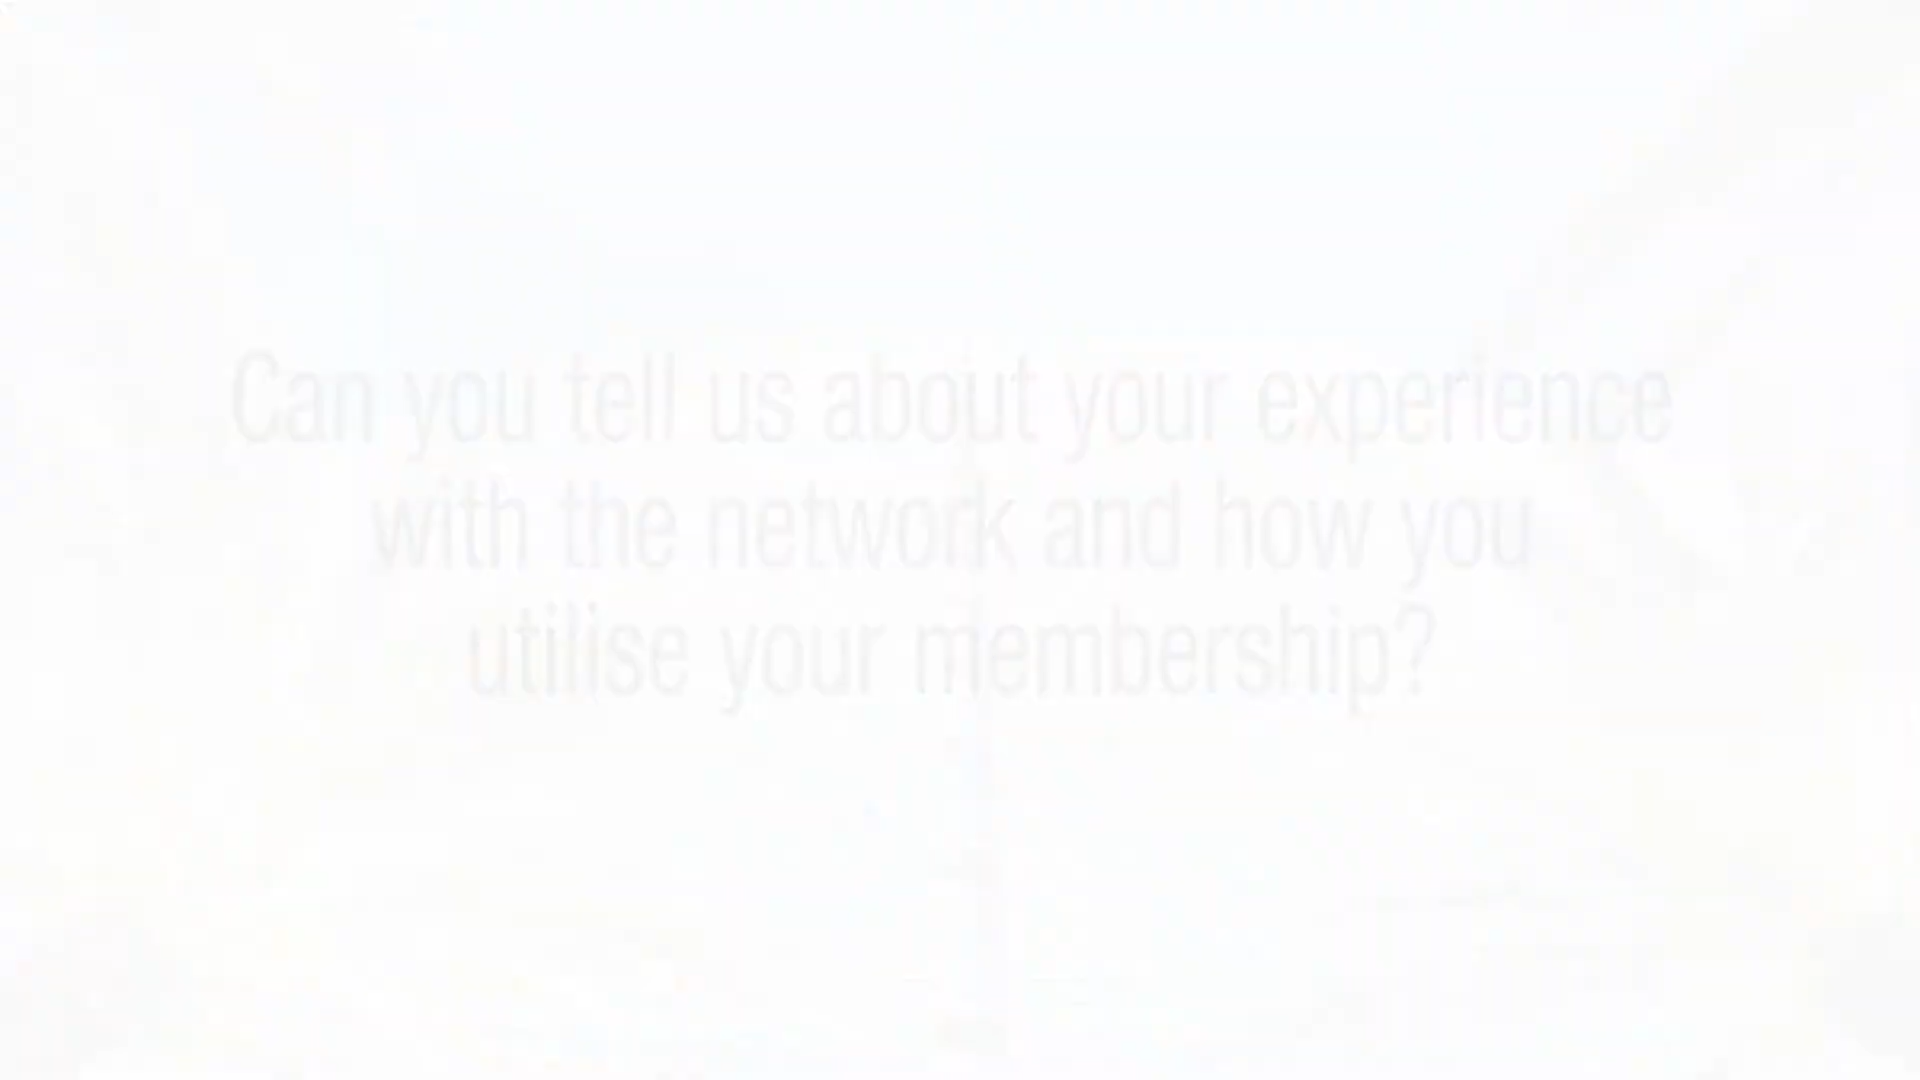 Can you tell us about your experience
with the network and how you
utilise your membership?